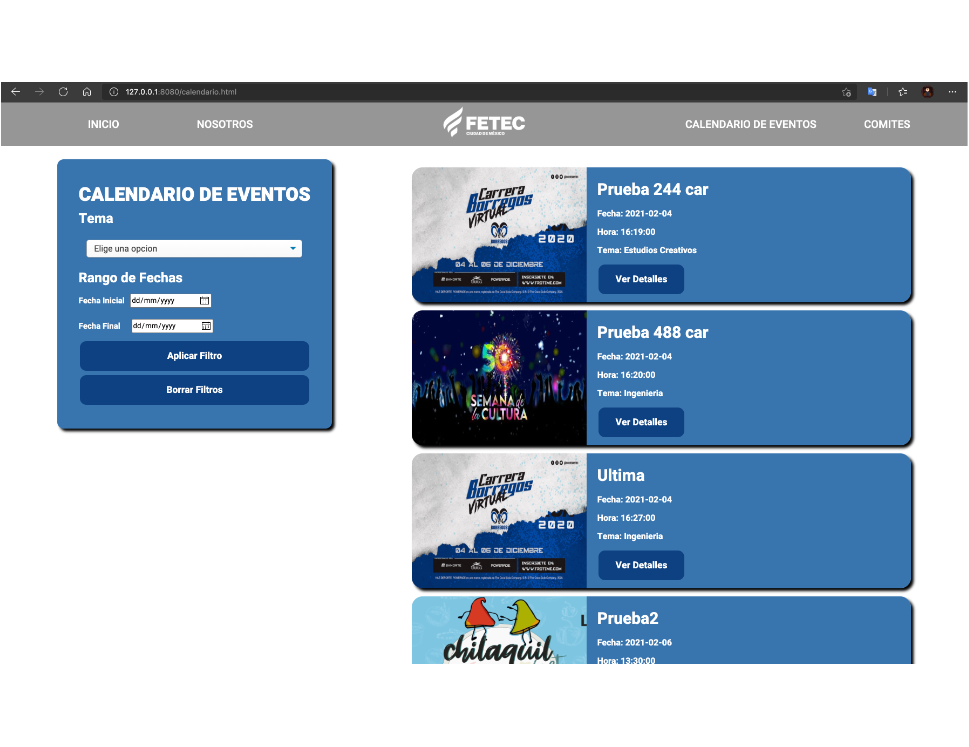 127.0.0.1:8080/calendario.html
INICIO
NOSOTROS
FETEC
CIUDAD DE MÉXICO
CALENDARIO DE EVENTOS
COMITES
CALENDARIO DE EVENTOS
Tema
Elige una opcion
Rango de Fechas
Fecha Inicial dd/mm/yyyy
Fecha Final dd/mm/yyyy
Aplicar Filtro
Borrar Filtros
Carrera
Borregos
VIRTUAL
2020
04 AL 06 DE DICIEMBRE
BANORTE
POWERADE
INSCRÍBETE EN
WWW.TROTIME.COM
Prueba 244 car
Fecha: 2021-02-04
Hora: 16:19:00
Tema: Estudios Creativos
Ver Detalles
50
SEMANA de
la CULTURA
Prueba 488 car
Fecha: 2021-02-04
Hora: 16:20:00
Tema: Ingenieria
Ver Detalles
Carrera
Borregos
VIRTUAL
2020
04 AL 06 DE DICIEMBRE
BANORTE
POWERADE
INSCRÍBETE EN
WWW.TROTIME.COM
Ultima
Fecha: 2021-02-04
Hora: 16:27:00
Tema: Ingenieria
Ver Detalles
chilaquil
L
Prueba2
Fecha: 2021-02-06
Hora: 13:30:00